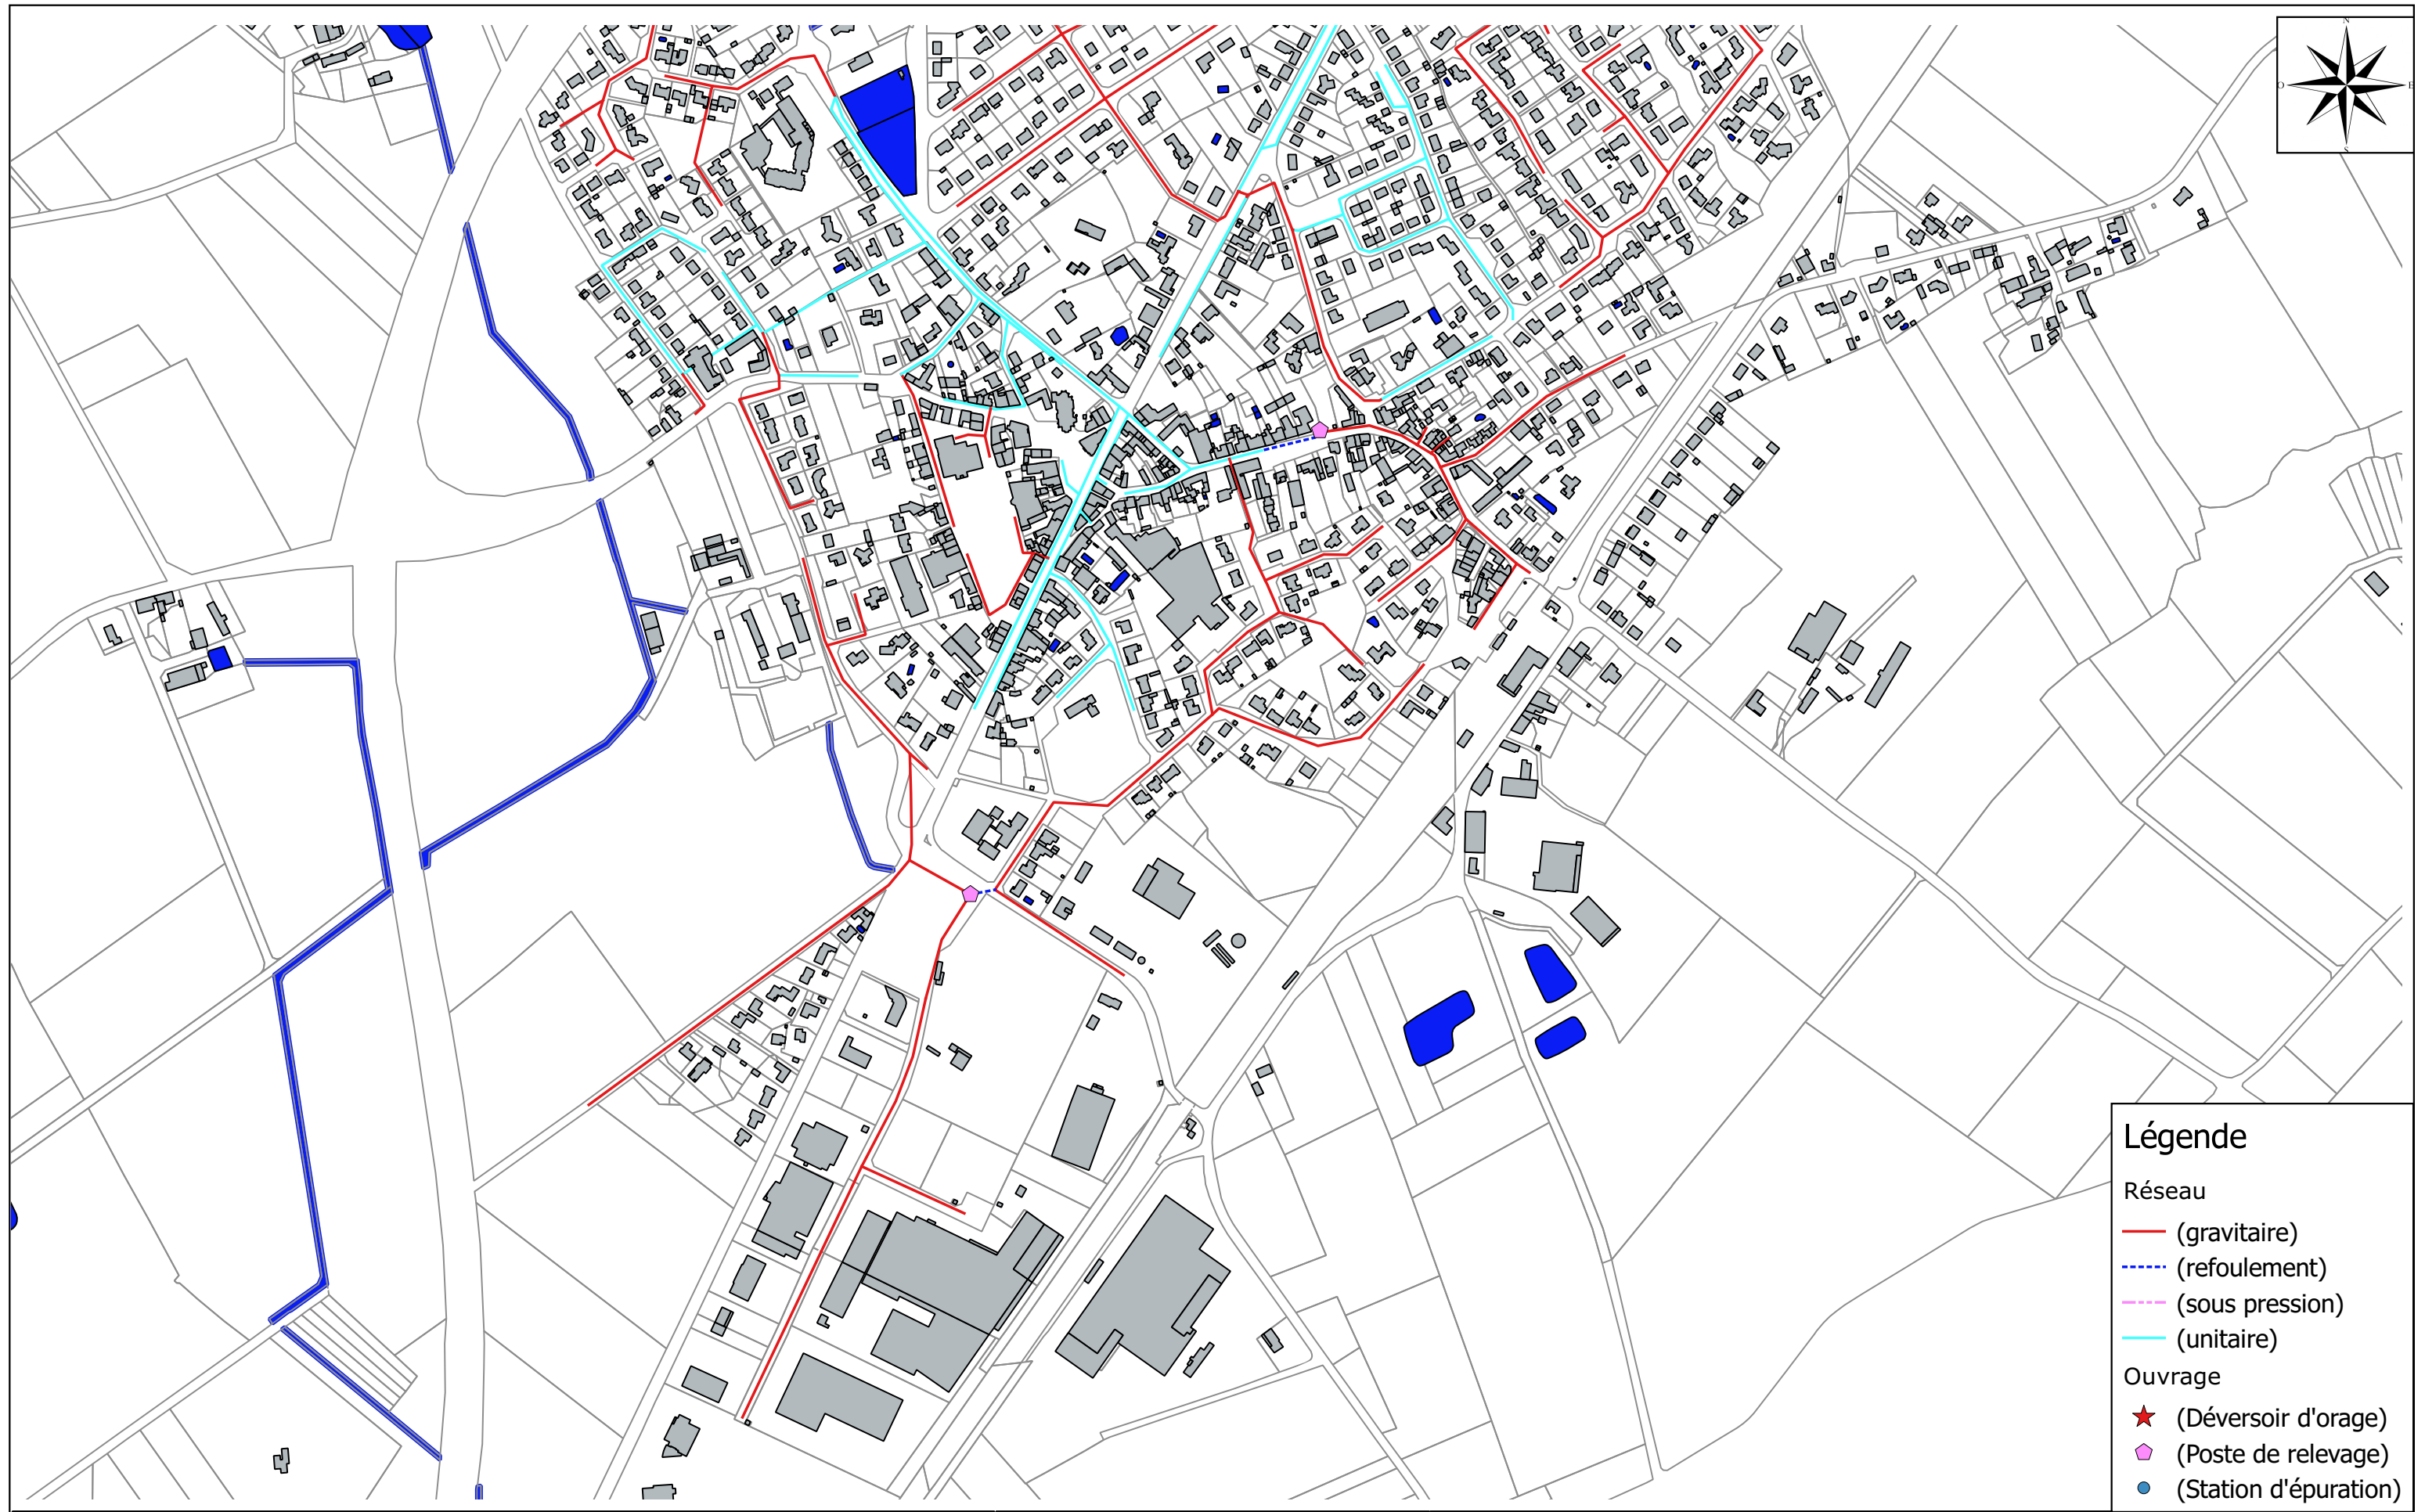 N
O
E
S
Légende
Réseau
(gravitaire)
(refoulement)
(sous pression)
(unitaire)
Ouvrage
(Déversoir d'orage)
(Poste de relevage)
(Station d'épuration)